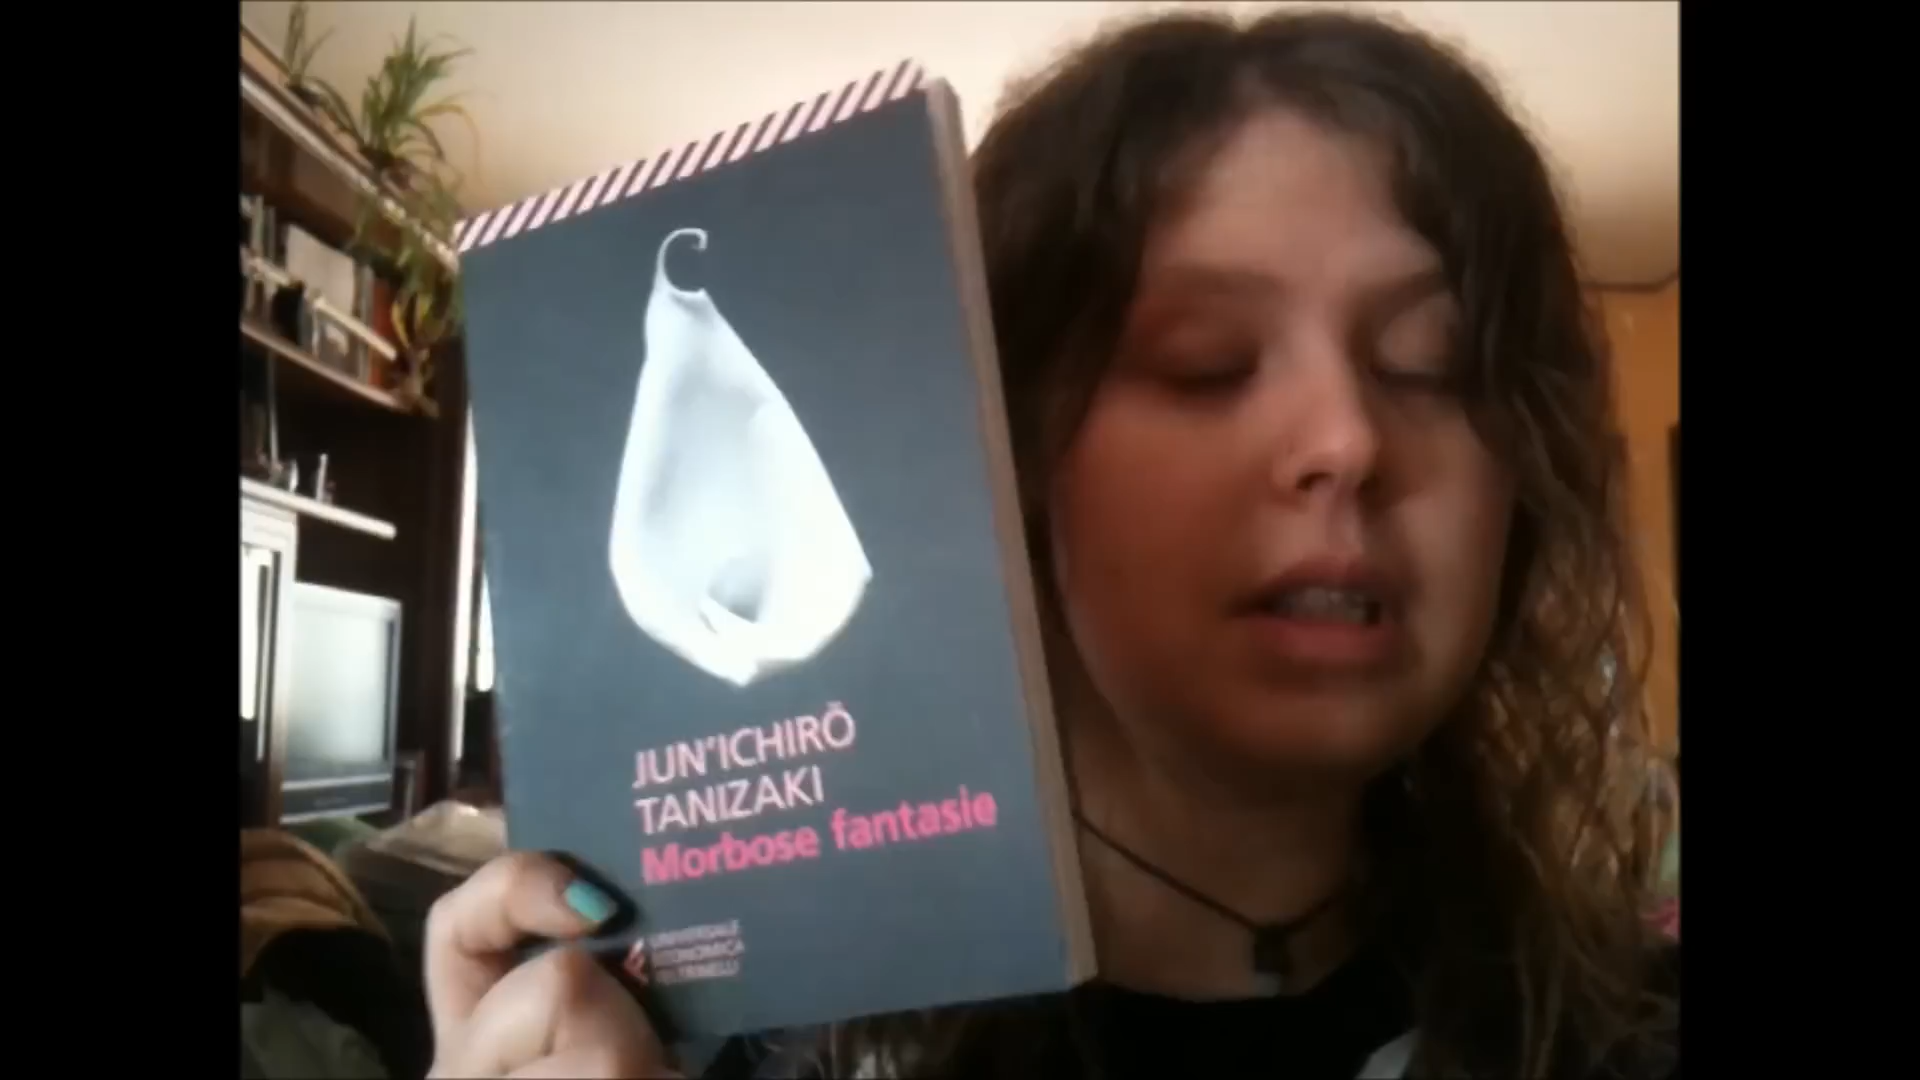 JUN'ICHIRŌ
TANIZAKI
Morbose fantasie
UNIVERSALE
ECONOMICA
FELTRINELLI